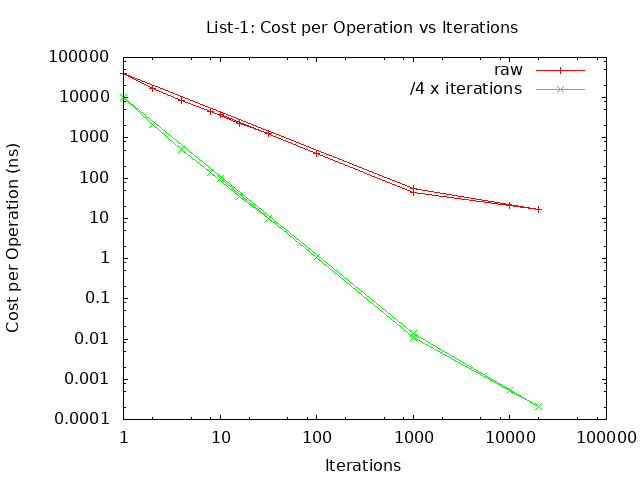 List-1: Cost per Operation vs Iterations
raw
/4 x iterations
Cost per Operation (ns)
100000
10000
1000
100
10
1
0.1
0.01
0.001
0.0001
1 10 100 1000 10000 100000
Iterations